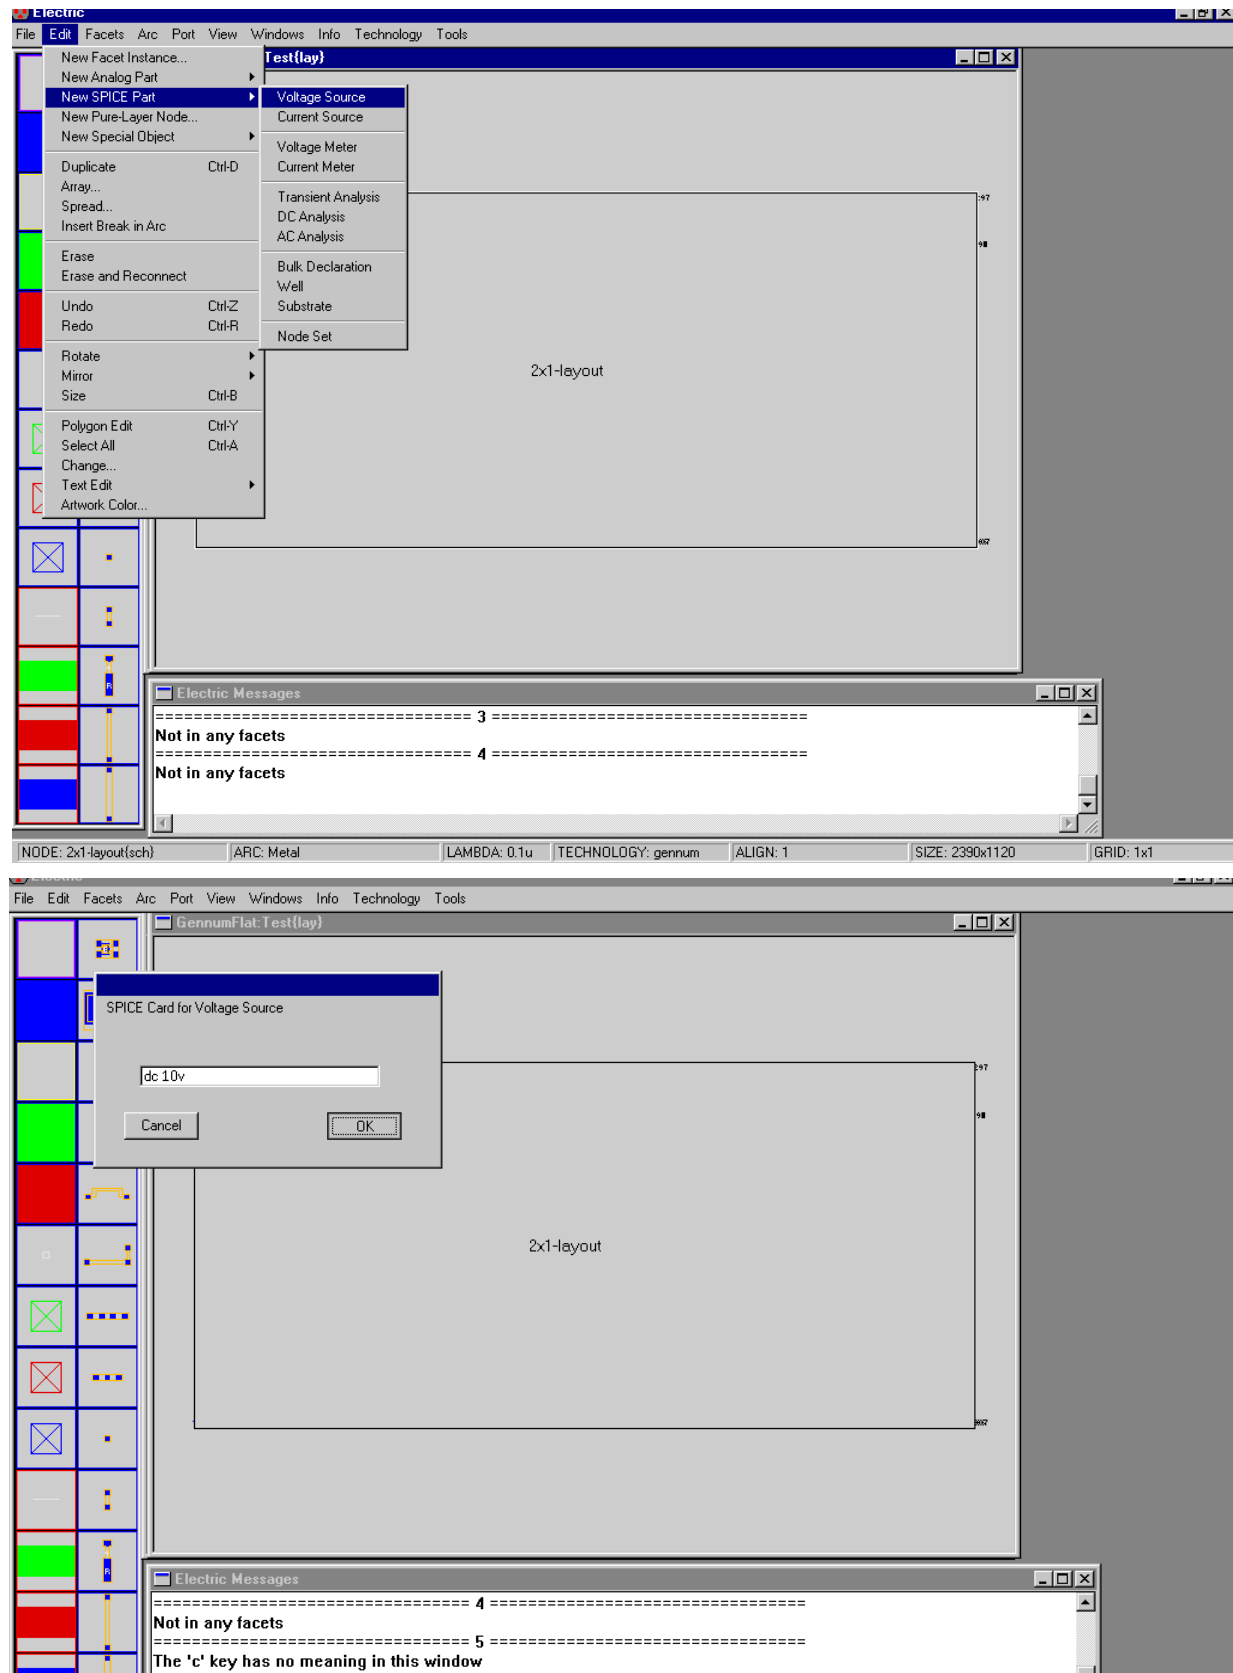 Electric
File Edit Facets Arc Port View Windows Info Technology Tools
Test{lay}
New Facet Instance...
New Analog Part
New SPICE Part
New Pure-Layer Node...
New Special Object
Duplicate Ctrl-D
Array...
Spread...
Insert Break in Arc
Erase
Erase and Reconnect
Undo Ctrl-Z
Redo Ctrl-R
Rotate
Mirror
Size Ctrl-B
Polygon Edit Ctrl-Y
Select All Ctrl-A
Change...
Text Edit
Artwork Color...
Voltage Source
Current Source
Voltage Meter
Current Meter
Transient Analysis
DC Analysis
AC Analysis
Bulk Declaration
Well
Substrate
Node Set
2x1-layout
R
Electric Messages
================================= 3 =================================
Not in any facets
================================= 4 =================================
Not in any facets
NODE: 2x1-layout{sch} ARC: Metal LAMBDA: 0.1u TECHNOLOGY: gennum ALIGN: 1 SIZE: 2390x1120 GRID: 1x1
Electric
File Edit Facets Arc Port View Windows Info Technology Tools
GennumFlat:Test{lay}
SPICE Card for Voltage Source
dc 10v
Cancel OK
2x1-layout
R
Electric Messages
================================= 4 =================================
Not in any facets
================================= 5 =================================
The 'c' key has no meaning in this window